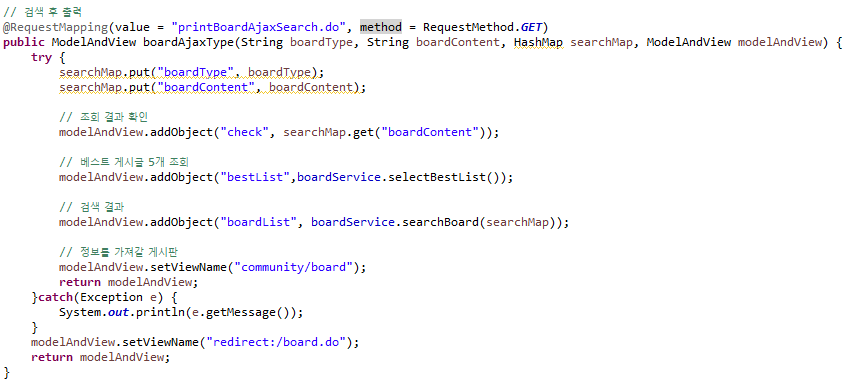 // 검색 후 출력
@RequestMapping(value = "printBoardAjaxSearch.do", method = RequestMethod.GET)
public ModelAndView boardAjaxType(String boardType, String boardContent, HashMap searchMap, ModelAndView modelAndView) {
    try {
        searchMap.put("boardType", boardType);
        searchMap.put("boardContent", boardContent);

        // 조회 결과 확인
        modelAndView.addObject("check", searchMap.get("boardContent"));

        // 베스트 게시글 5개 조회
        modelAndView.addObject("bestList",boardService.selectBestList());

        // 검색 결과
        modelAndView.addObject("boardList", boardService.searchBoard(searchMap));

        // 정보를 가져갈 게시판
        modelAndView.setViewName("community/board");
        return modelAndView;
    }catch(Exception e) {
        System.out.println(e.getMessage());
    }
    modelAndView.setViewName("redirect:/board.do");
    return modelAndView;
}